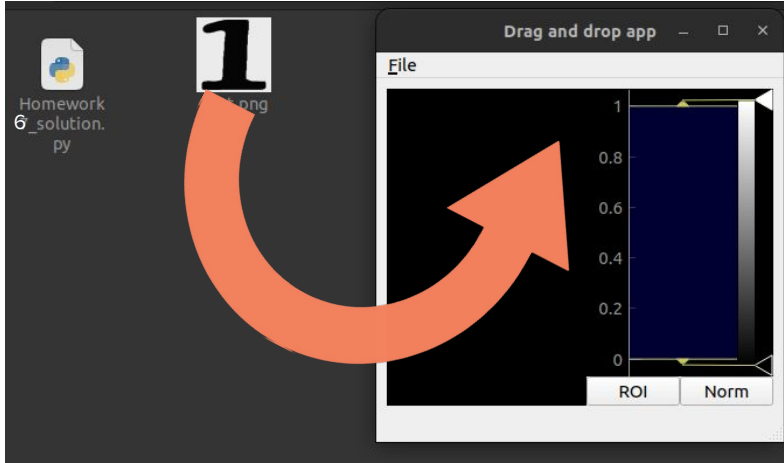 Drag and drop app
File
1
Homework
6_solution.
py
.png
1
0.8
0.6
0.4
0.2
0
ROI
Norm